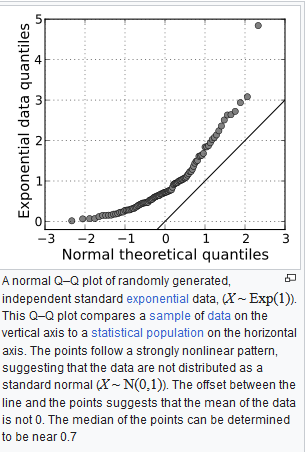 5
4
3
2
1
0
Exponential data quantiles
−3 −2 −1 0 1 2 3
Normal theoretical quantiles
A normal Q–Q plot of randomly generated,
independent standard exponential data, (X ~ Exp(1)).
This Q–Q plot compares a sample of data on the
vertical axis to a statistical population on the horizontal
axis. The points follow a strongly nonlinear pattern,
suggesting that the data are not distributed as a
standard normal (X ~ N(0,1)). The offset between the
line and the points suggests that the mean of the data
is not 0. The median of the points can be determined
to be near 0.7